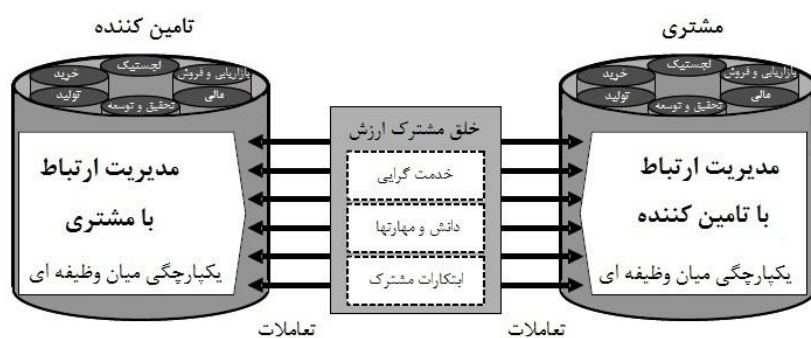 مشتری
تامین کننده
لجستیک
بازاریابی و فروش
خرید
مالی
تولید
تحقیق و توسعه
مدیریت ارتباط
با تامین کننده
یکپارچگی میان وظیفه ای
خلق مشترک ارزش
خدمت گرایی
دانش و مهارتها
ابتکارات مشترک
لجستیک
بازاریابی و فروش
خرید
مالی
تولید
تحقیق و توسعه
مدیریت ارتباط
با مشتری
یکپارچگی میان وظیفه ای
تعاملات
تعاملات